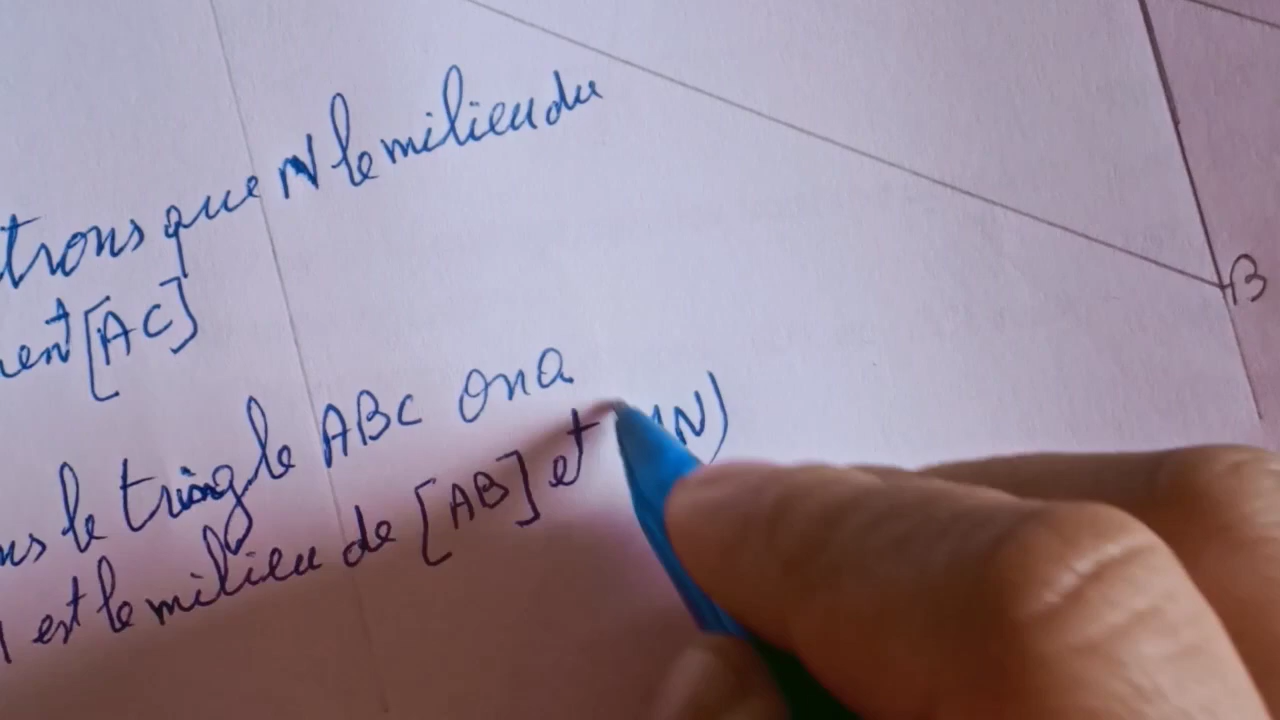 trons que N le milieu du
ent [AC]
B
ns le triangle ABC on a
est le milieu de [AB] et N)